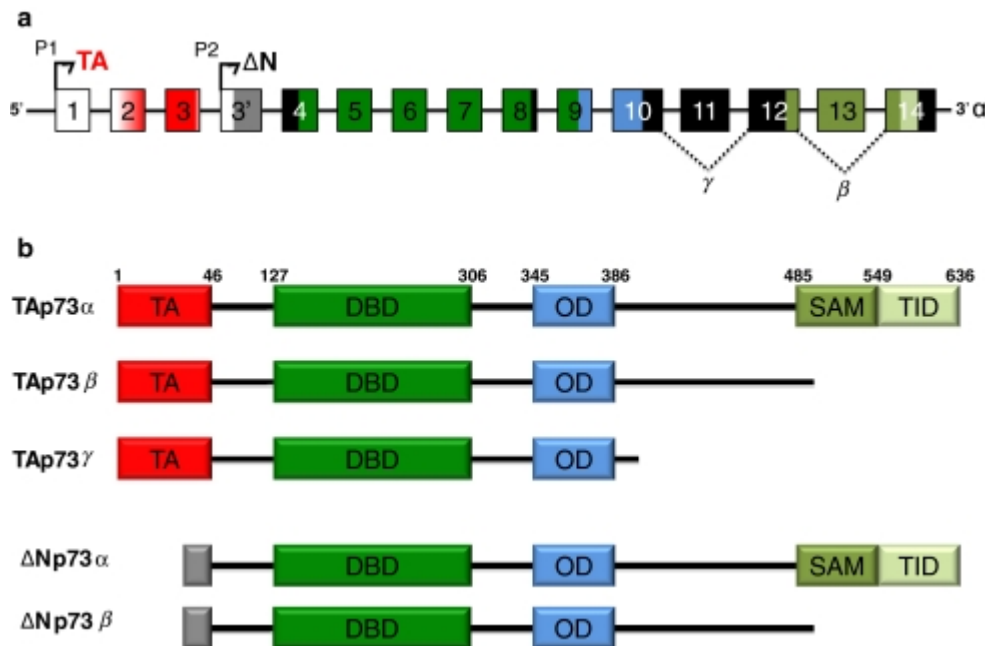 a
P1 TA P2 ΔN
5' 1 2 3 3' 4 5 6 7 8 9 10 11 12 13 14 3' α
γ β
b
1 46 127 306 345 386 485 549 636
TAp73α TA DBD OD SAM TID
TAp73β TA DBD OD
TAp73γ TA DBD OD
ΔNp73α DBD OD SAM TID
ΔNp73β DBD OD